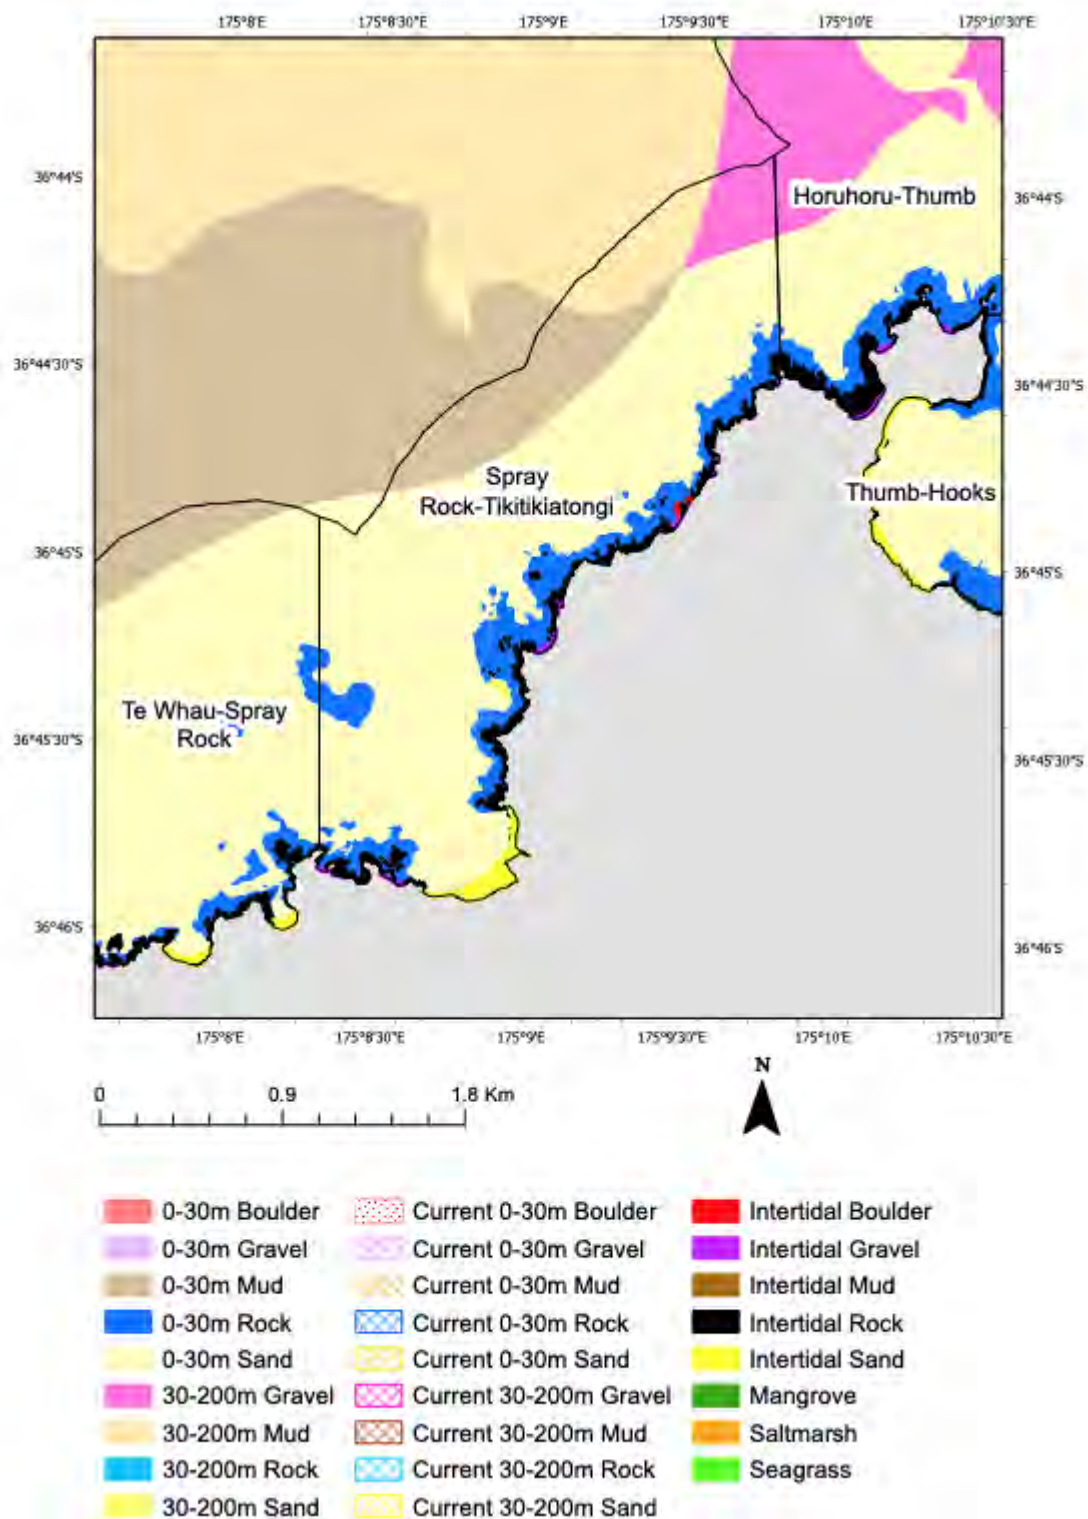 175°8'E 175°8'30"E 175°9'E 175°9'30"E 175°10'E 175°10'30"E
36°44'S
36°44'S
Horuhoru-Thumb
36°44'30"S
36°44'30"S
Spray
Rock-Tikitikiatongi
Thumb-Hooks
36°45'S
36°45'S
Te Whau-Spray
Rock
36°45'30"S
36°45'30"S
36°46'S
36°46'S
175°8'E 175°8'30"E 175°9'E 175°9'30"E 175°10'E 175°10'30"E
N
0 0.9 1.8 Km
0-30m Boulder Current 0-30m Boulder Intertidal Boulder
0-30m Gravel Current 0-30m Gravel Intertidal Gravel
0-30m Mud Current 0-30m Mud Intertidal Mud
0-30m Rock Current 0-30m Rock Intertidal Rock
0-30m Sand Current 0-30m Sand Intertidal Sand
30-200m Gravel Current 30-200m Gravel Mangrove
30-200m Mud Current 30-200m Mud Saltmarsh
30-200m Rock Current 30-200m Rock Seagrass
30-200m Sand Current 30-200m Sand